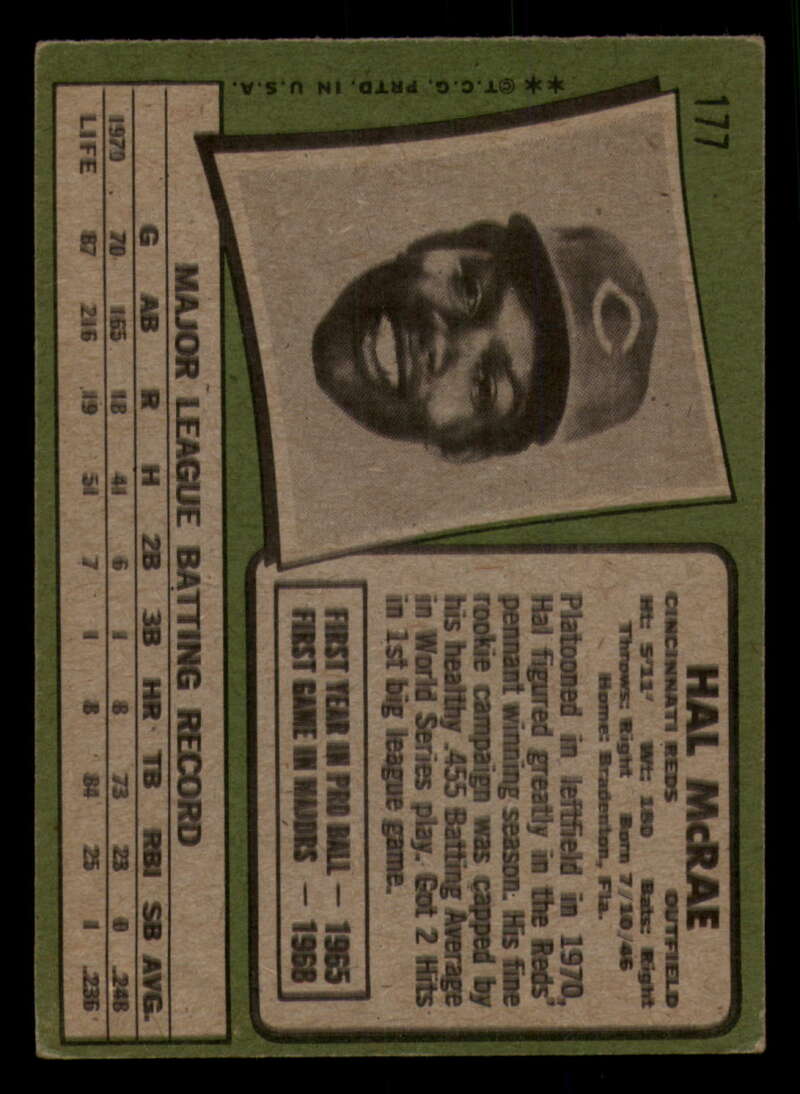 177
**©T.C.G. PRTD. IN U.S.A.
HAL McRAE
CINCINNATI REDS OUTFIELD
Ht: 5'11' Wt: 180 Bats: Right
Throws: Right Born 7/10/46
Home: Bradenton, Fla.
Platooned in leftfield in 1970,
Hal figured greatly in the Reds'
pennant winning season. His fine
rookie campaign was capped by
his healthy .455 Batting Average
in World Series play. Got 2 Hits
in 1st big league game.
FIRST YEAR IN PRO BALL — 1965
FIRST GAME IN MAJORS — 1968
MAJOR LEAGUE BATTING RECORD
G AB R H 2B 3B HR TB RBI SB AVG.
1970 70 165 18 41 6 1 8 73 23 0 .248
LIFE 87 216 19 51 7 1 8 84 25 1 .236